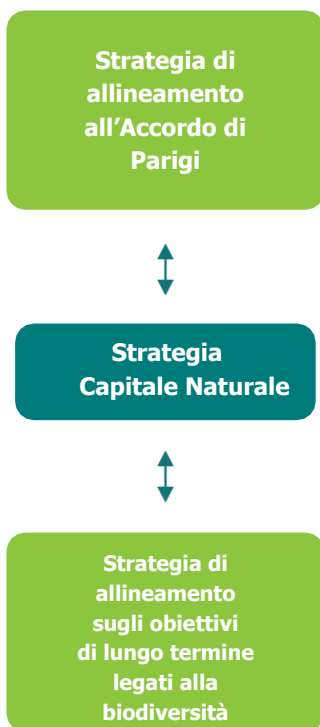 Strategia di
allineamento
all’Accordo di
Parigi
Strategia
Capitale Naturale
Strategia di
allineamento
sugli obiettivi
di lungo termine
legati alla
biodiversità